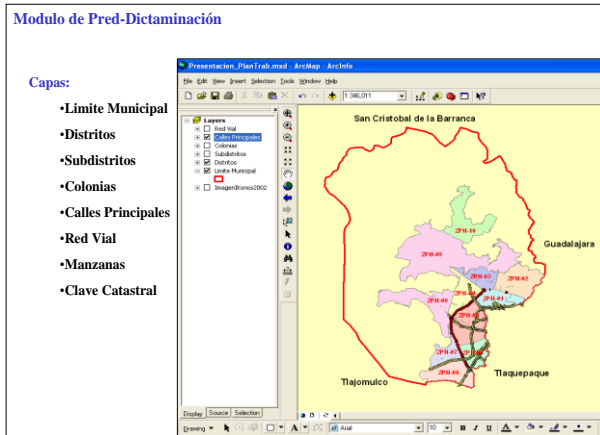 Modulo de Pred-Dictaminación
Capas:
•Limite Municipal
•Distritos
•Subdistritos
•Colonias
•Calles Principales
•Red Vial
•Manzanas
•Clave Catastral
Presentacion_PlanTrab.mxd - ArcMap - ArcInfo
File Edit View Insert Selection Tools Window Help
1:346,011
Layers
Red Vial
Calles Principales
Colonias
Subdistritos
Distritos
Limite Municipal
ImagenIKonos2002
San Cristobal de la Barranca
ZPN-10
Guadalajara
ZPN-09
ZPN-03
ZPN-02
ZPN-01
ZPN-09
ZPN-07
ZPN-08
Tlaquepaque
Tlajomulco
Display Source Selection
Drawing A Arial 10 B I U A